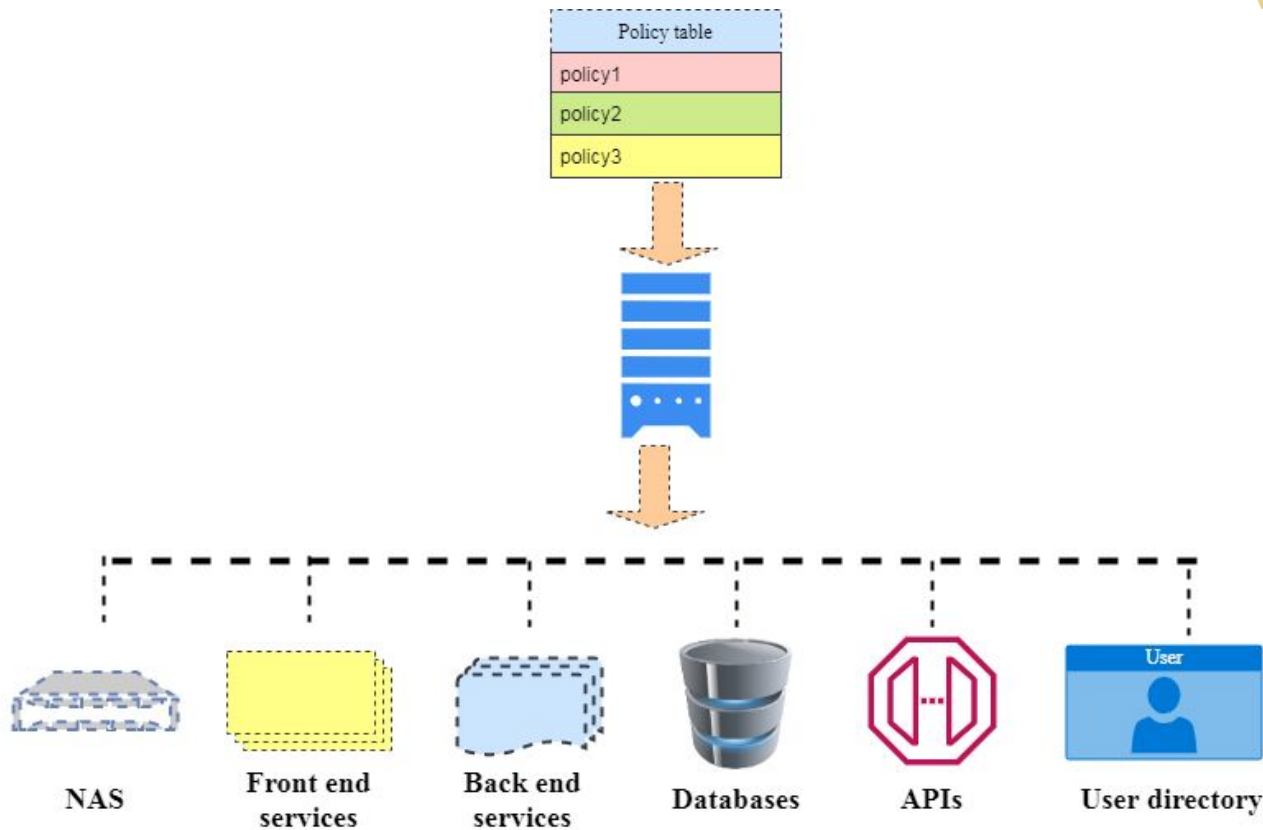 Policy table
policy1
policy2
policy3
User
NAS
Front end
services
Back end
services
Databases
APIs
User directory